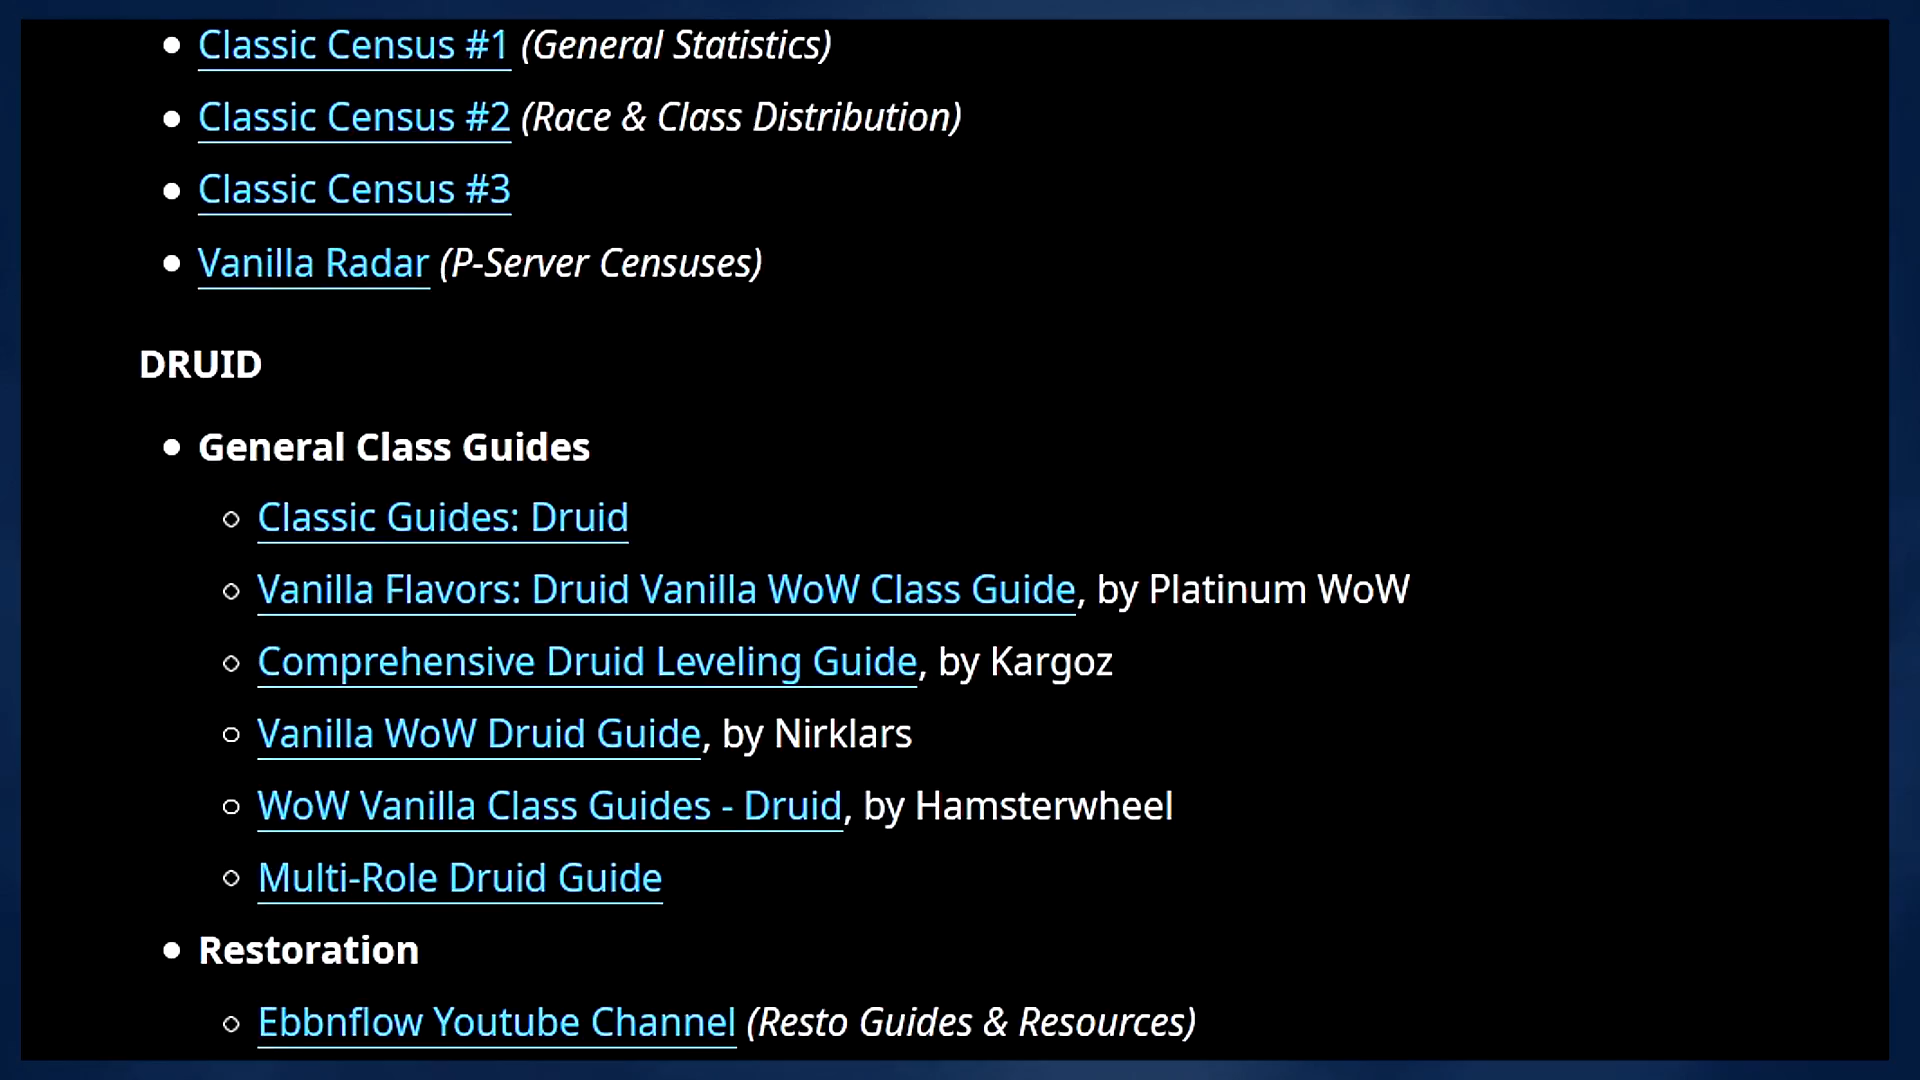 Classic Census #1 (General Statistics)
Classic Census #2 (Race & Class Distribution)
Classic Census #3
Vanilla Radar (P-Server Censuses)
DRUID
General Class Guides
Classic Guides: Druid
Vanilla Flavors: Druid Vanilla WoW Class Guide, by Platinum WoW
Comprehensive Druid Leveling Guide, by Kargoz
Vanilla WoW Druid Guide, by Nirklars
WoW Vanilla Class Guides - Druid, by Hamsterwheel
Multi-Role Druid Guide
Restoration
Ebbnflow Youtube Channel (Resto Guides & Resources)